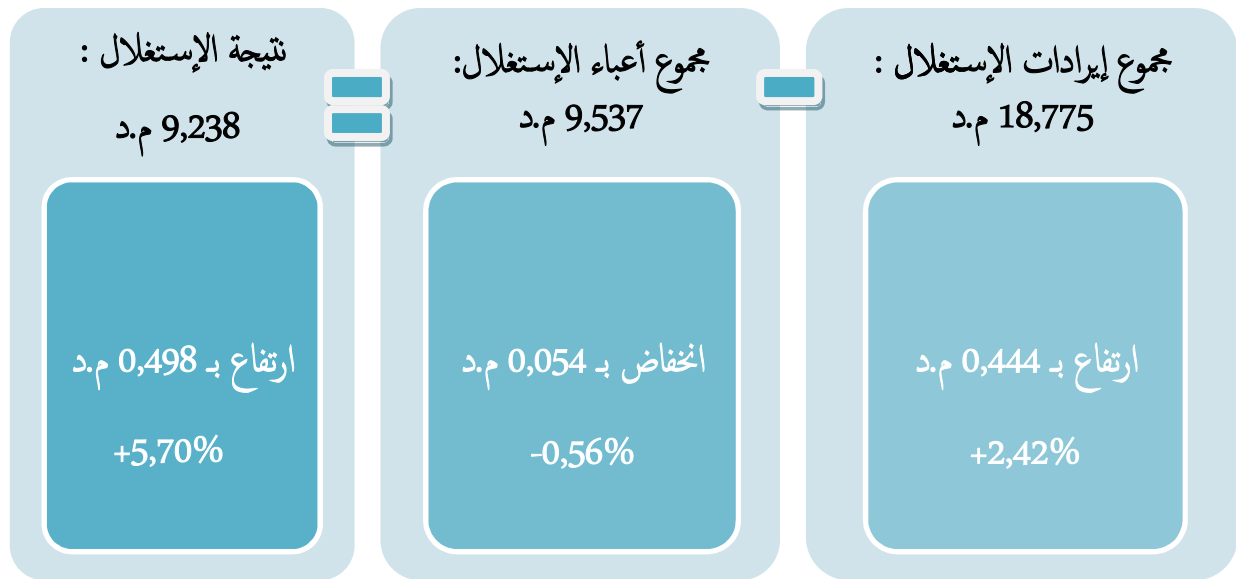 مجموع إيرادات الإستغلال :
18,775 م.د
ارتفاع بـ 0,444 م.د
+2,42%
مجموع أعباء الإستغلال:
9,537 م.د
انخفاض بـ 0,054 م.د
-0,56%
نتيجة الإستغلال :
9,238 م.د
ارتفاع بـ 0,498 م.د
+5,70%